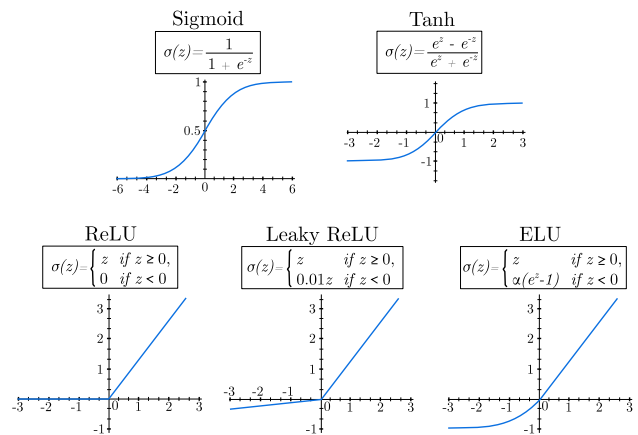 Sigmoid
σ(z)= 1 / 1 + e^-z
1
0.5
-6 -4 -2 0 2 4 6
Tanh
σ(z)= e^z - e^-z / e^z + e^-z
1
-3 -2 -1 0 1 2 3
-1
ReLU
σ(z)= { z if z ≥ 0,
0 if z < 0
3
2
1
-3 -2 -1 0 1 2 3
-1
Leaky ReLU
σ(z)= { z if z ≥ 0,
0.01z if z < 0
3
2
1
-3 -2 -1
0 1 2 3
-1
ELU
σ(z)= { z if z ≥ 0,
α(e^z-1) if z < 0
3
2
1
-3 -2 -1 0 1 2 3
-1